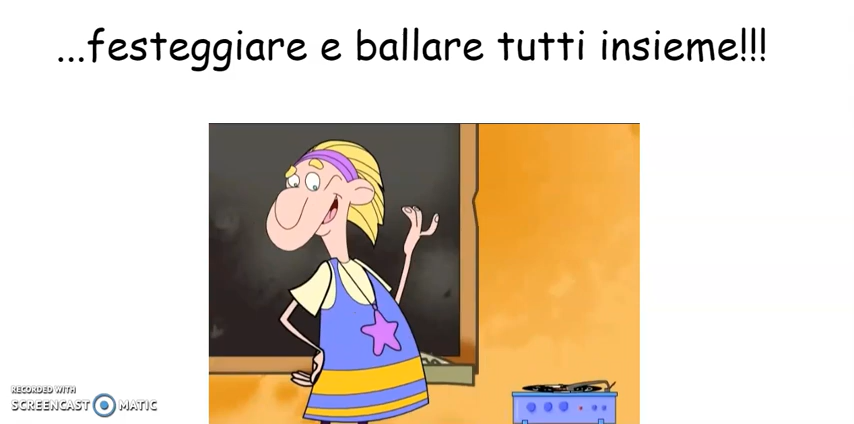 ...festeggiare e ballare tutti insieme!!!
RECORDED WITH
SCREENCAST MATIC